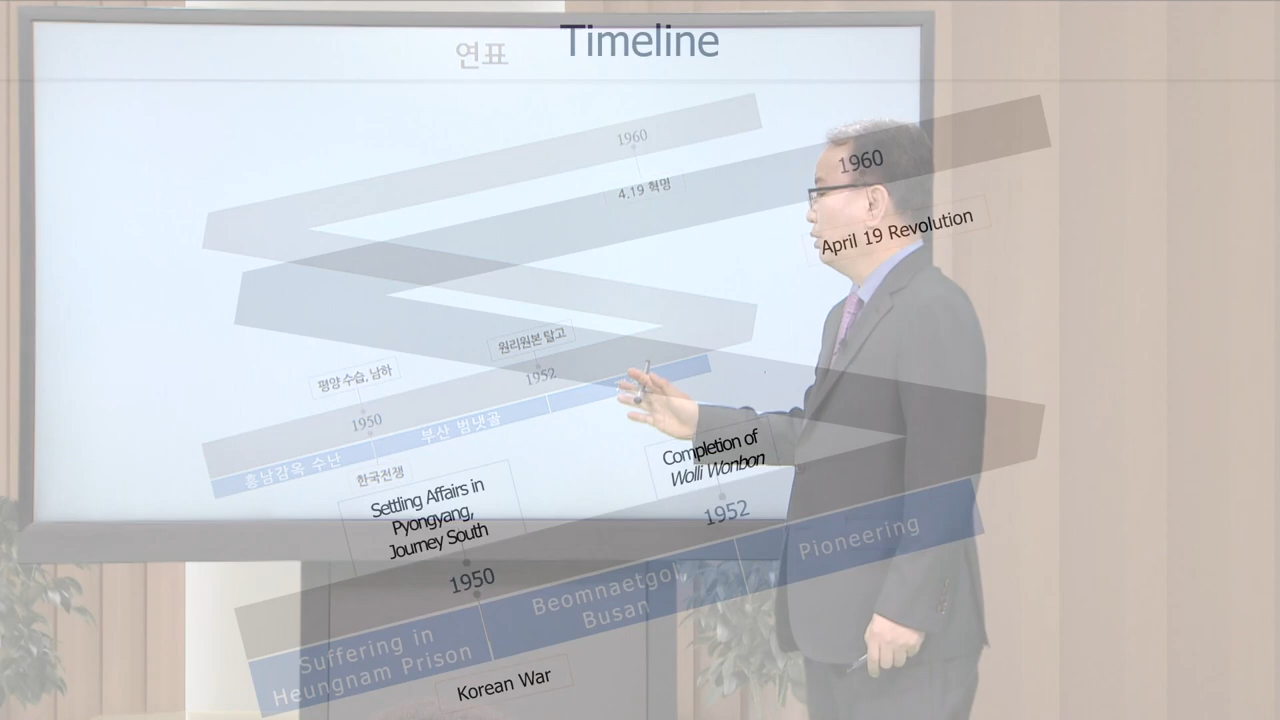 연표
Timeline
1960
4.19 혁명
1960
April 19 Revolution
원리원본 탈고
1952
평양 수습, 남하
1950
부산 범냇골
흥남감옥 수난
한국전쟁
Completion of
Wolli Wonbon
1952
Pioneering
Settling Affairs in
Pyongyang,
Journey South
1950
Beomnaetgol
Busan
Suffering in
Heungnam Prison
Korean War